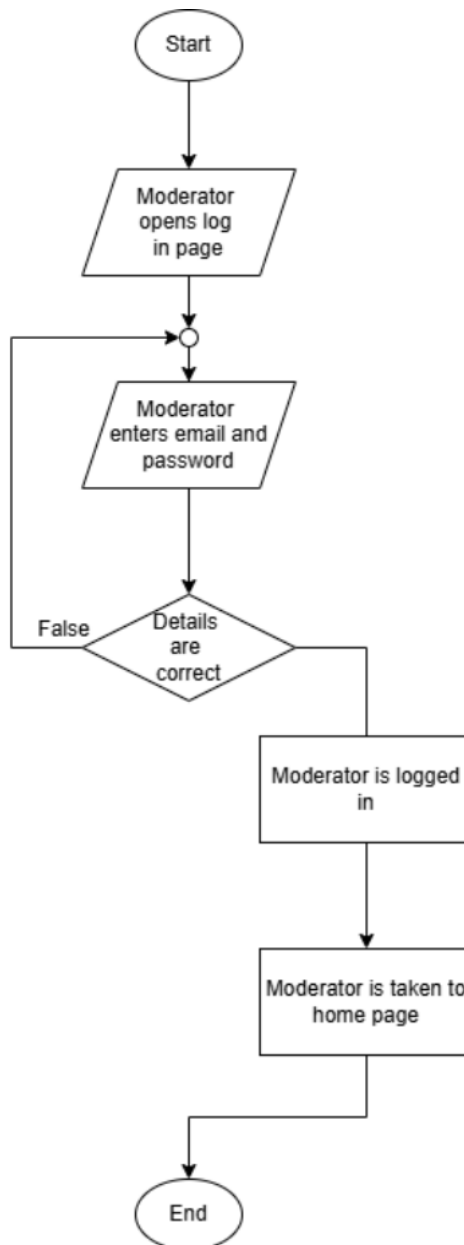 Start
Moderator
opens log
in page
Moderator
enters email and
password
False
Details
are
correct
Moderator is logged
in
Moderator is taken to
home page
End